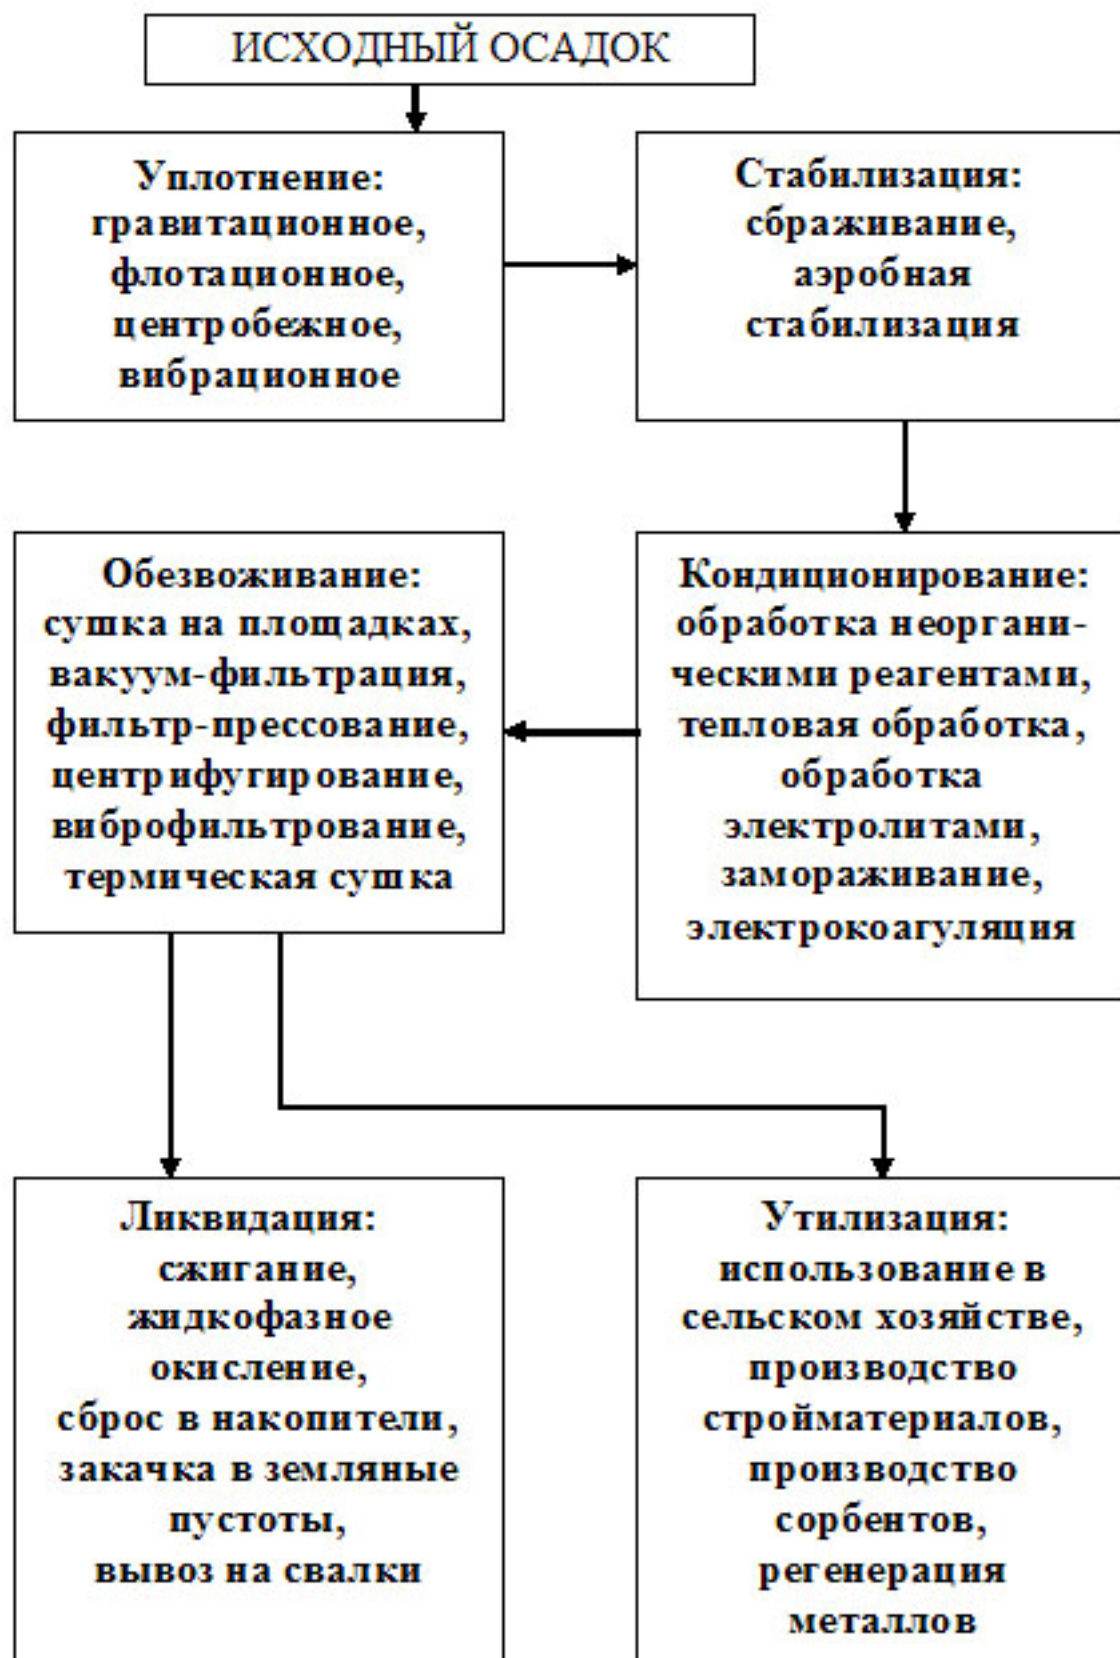 ИСХОДНЫЙ ОСАДОК
Уплотнение:
гравитационное,
флотационное,
центробежное,
вибрационное
Стабилизация:
сбраживание,
аэробная
стабилизация
Обезвоживание:
сушка на площадках,
вакуум-фильтрация,
фильтр-прессование,
центрифугирование,
виброфильтрование,
термическая сушка
Кондиционирование:
обработка неоргани-
ческими реагентами,
тепловая обработка,
обработка
электролитами,
замораживание,
электрокоагуляция
Ликвидация:
сжигание,
жидкофазное
окисление,
сброс в накопители,
закачка в земляные
пустоты,
вывоз на свалки
Утилизация:
использование в
сельском хозяйстве,
производство
стройматериалов,
производство
сорбентов,
регенерация
металлов